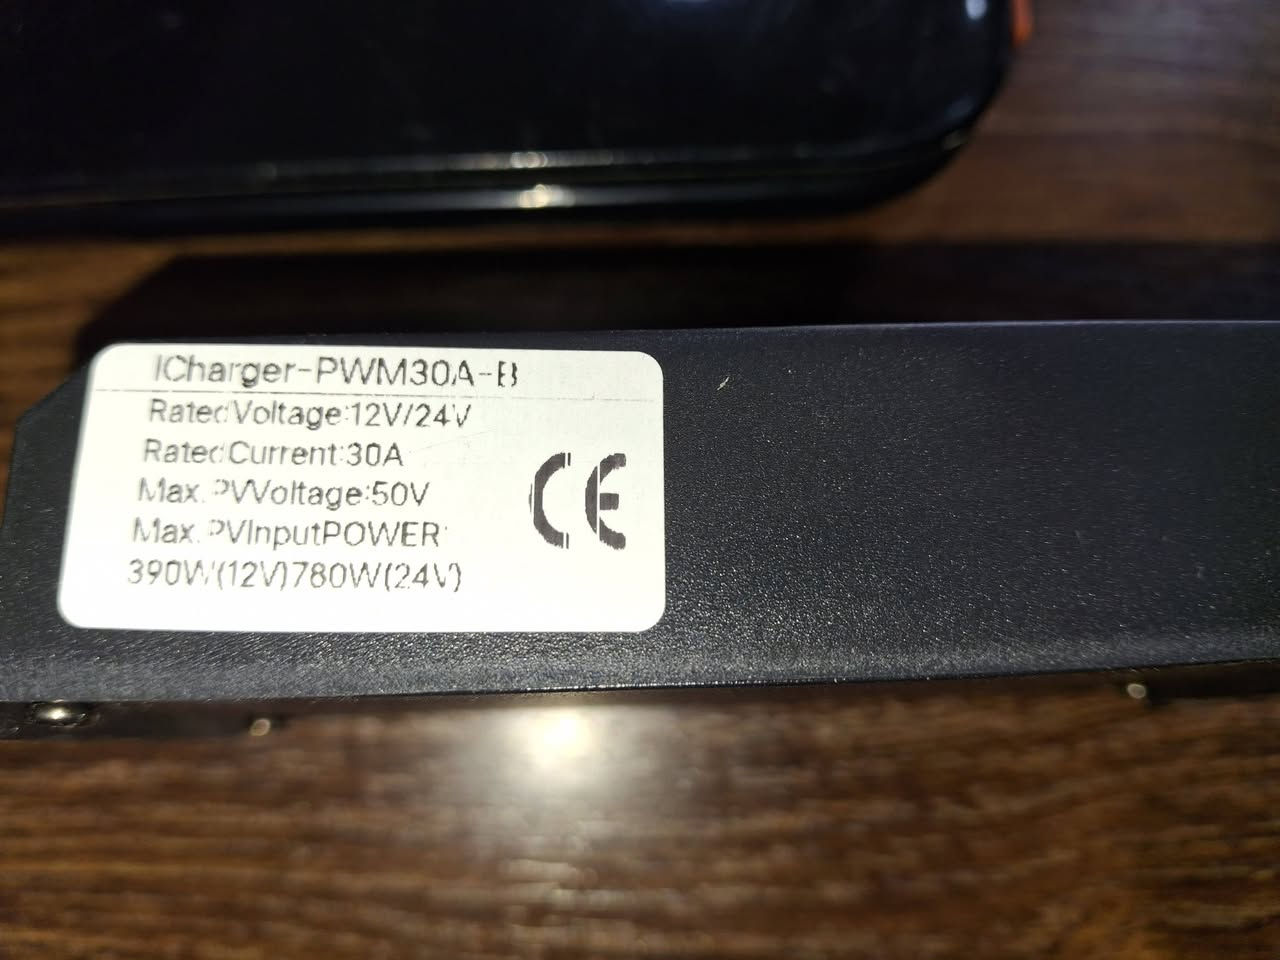 ICharger-PWM30A-B
Rated Voltage:12V/24V
Rated Current:30A
Max. PVVoltage:50V
Max. PVInputPOWER:
390W(12V)780W(24V)
CE